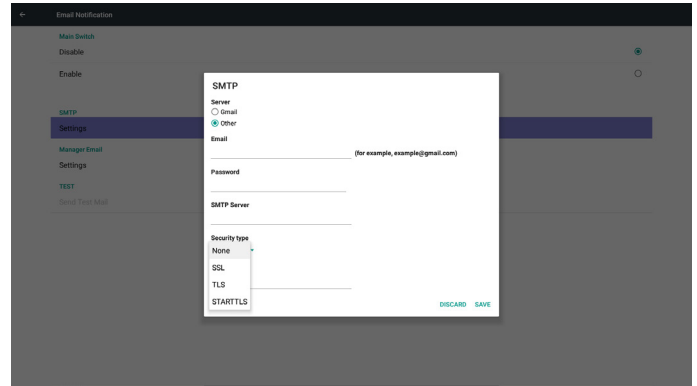 Email Notification
Main Switch
Disable
Enable
SMTP
Settings
Manager Email
Settings
TEST
Send Test Mail
SMTP
Server
Gmail
Other
Email
(for example, example@gmail.com)
Password
SMTP Server
Security type
None
SSL
TLS
STARTTLS
DISCARD SAVE